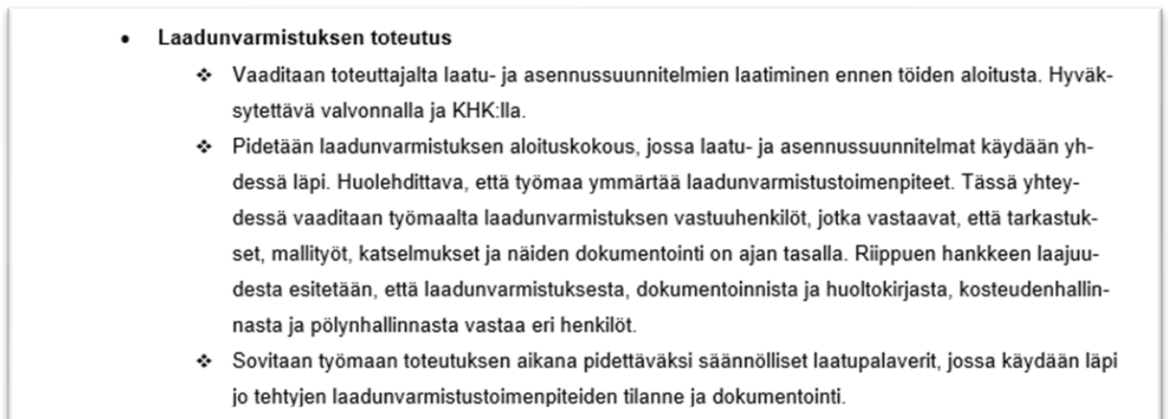 • Laadunvarmistuksen toteutus
❖ Vaaditaan toteuttajalta laatu- ja asennussuunnitelmien laatiminen ennen töiden aloitusta. Hyväk-
sytettävä valvonnalla ja KHK:lla.
❖ Pidetään laadunvarmistuksen aloituskokous, jossa laatu- ja asennussuunnitelmat käydään yh-
dessä läpi. Huolehdittava, että työmaa ymmärtää laadunvarmistustoimenpiteet. Tässä yhtey-
dessä vaaditaan työmaalta laadunvarmistuksen vastuuhenkilöt, jotka vastaavat, että tarkastuk-
set, mallityöt, katselmukset ja näiden dokumentointi on ajan tasalla. Riippuen hankkeen laajuu-
desta esitetään, että laadunvarmistuksesta, dokumentoinnista ja huoltokirjasta, kosteudenhallin-
nasta ja pölynhallinnasta vastaa eri henkilöt.
❖ Sovitaan työmaan toteutuksen aikana pidettäväksi säännölliset laatupalaverit, jossa käydään läpi
jo tehtyjen laadunvarmistustoimenpiteiden tilanne ja dokumentointi.